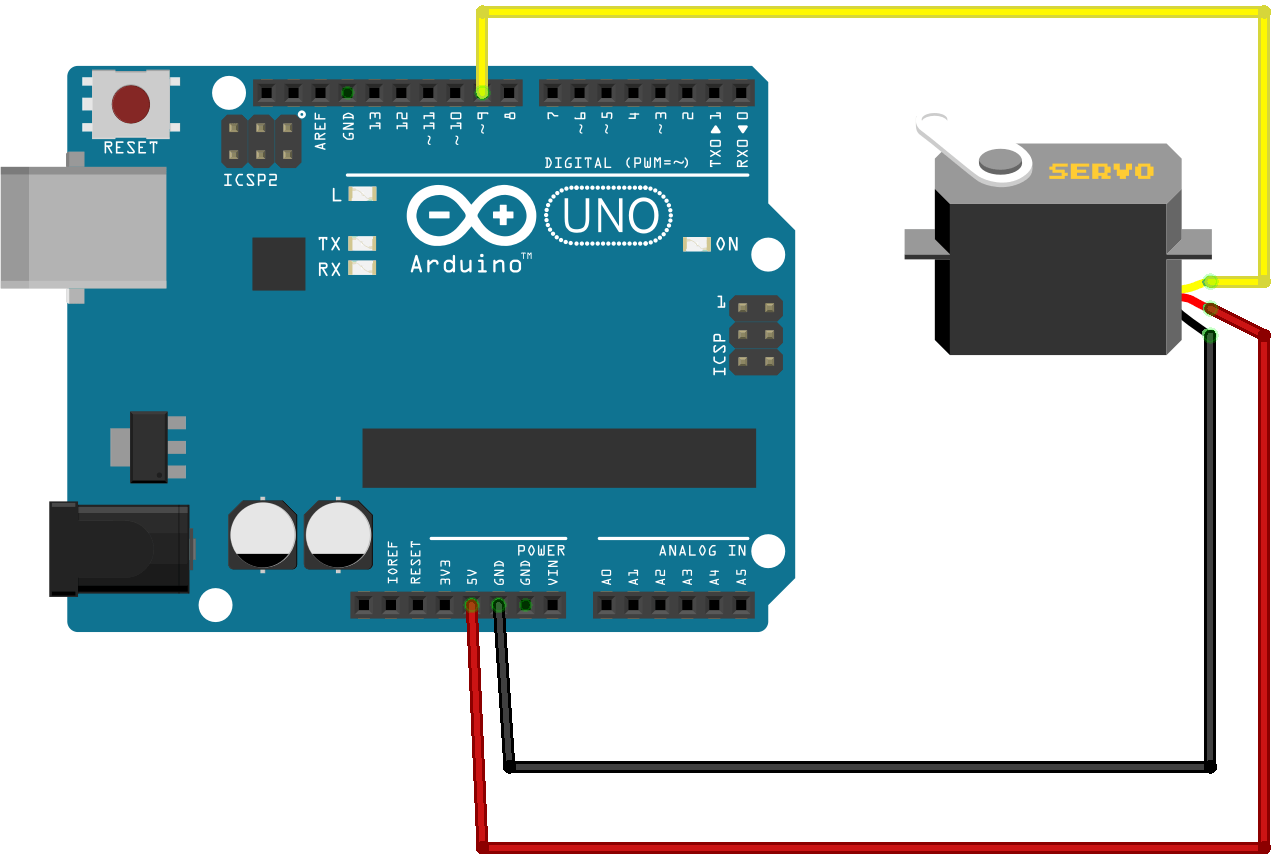 RESET
ICSP2
AREF
GND
13
12
~11
~10
~9
8
7
~6
~5
4
~3
2
TX0▶1
RX0◀0
DIGITAL (PWM=~)
L
TX
RX
UNO
Arduino™
ON
1
ICSP
SERVO
POWER
ANALOG IN
IOREF
RESET
3V3
5V
GND
GND
VIN
A0
A1
A2
A3
A4
A5